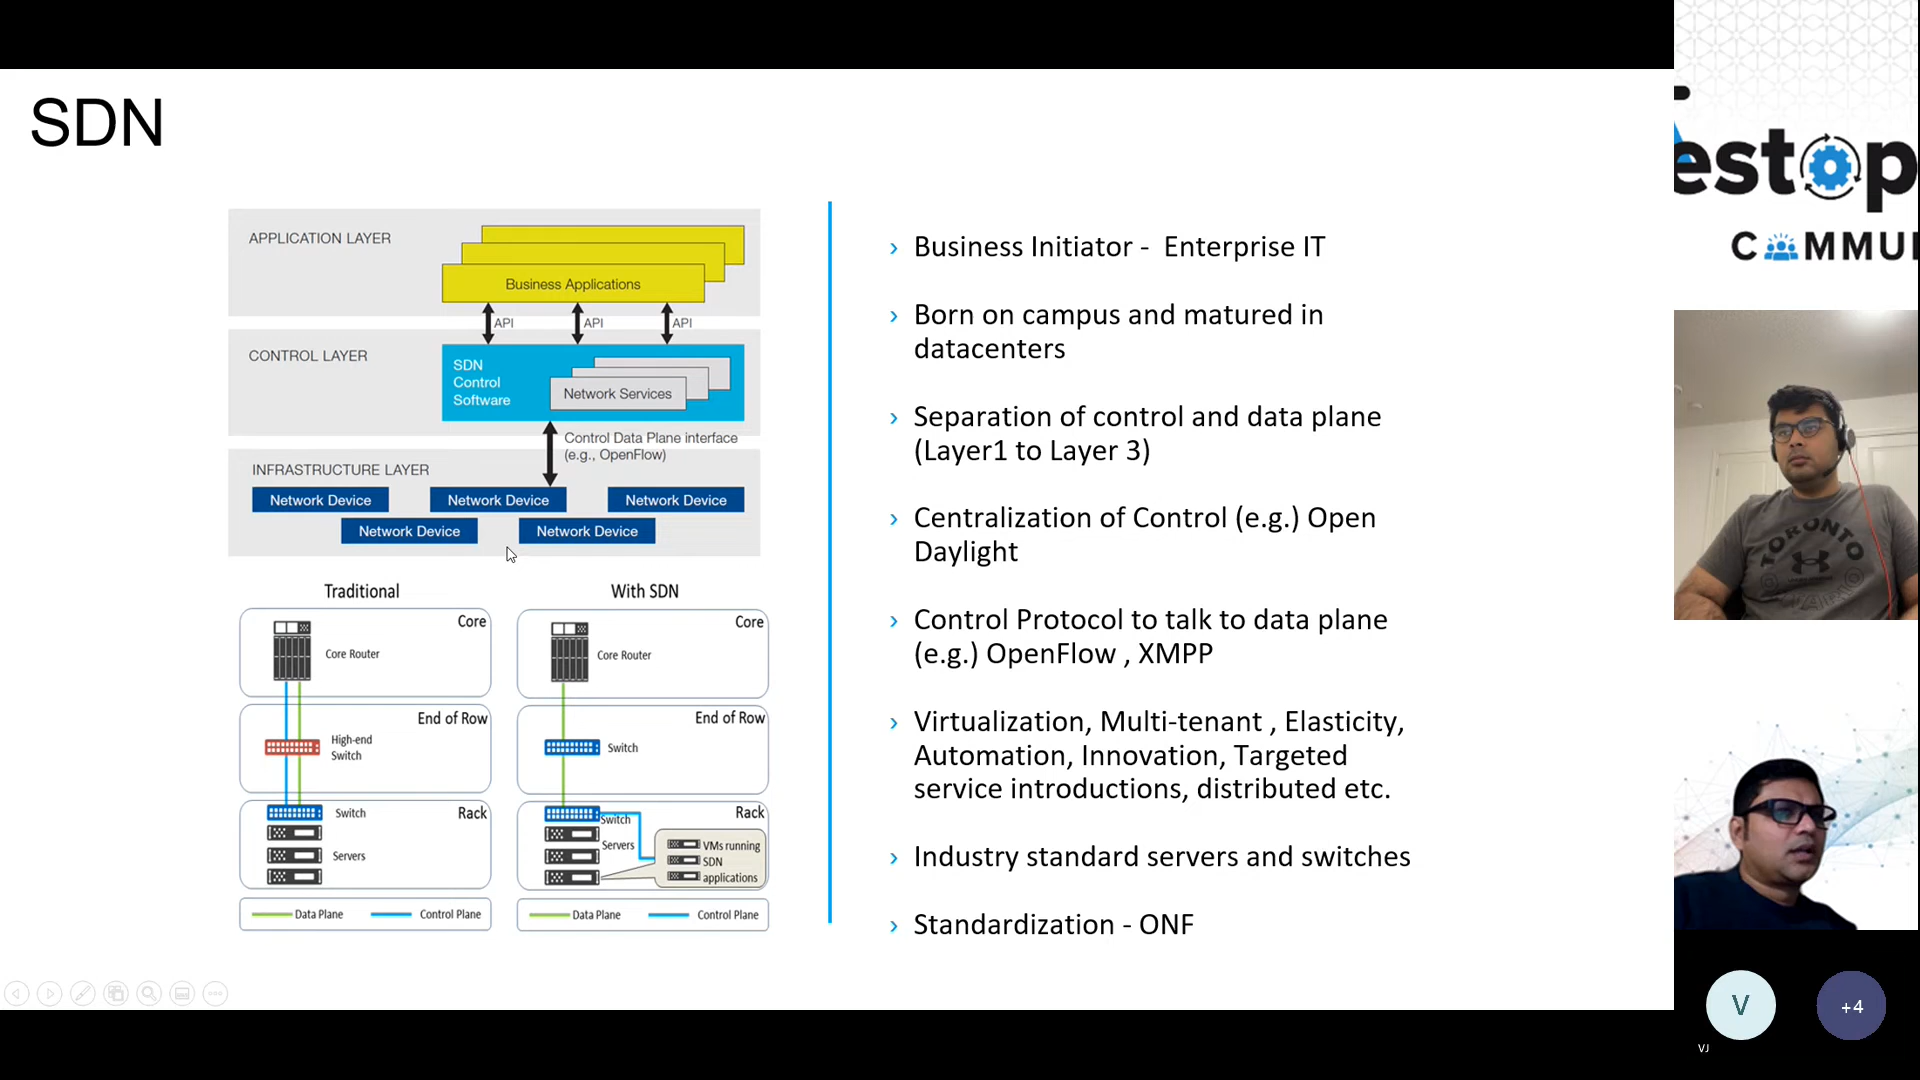 SDN
APPLICATION LAYER
Business Applications
API
API
API
CONTROL LAYER
SDN
Control
Software
Network Services
Control Data Plane interface
(e.g., OpenFlow)
INFRASTRUCTURE LAYER
Network Device
Network Device
Network Device
Network Device
Network Device
Traditional
Core
Core Router
End of Row
High-end
Switch
Switch
Rack
Servers
Data Plane
Control Plane
With SDN
Core
Core Router
End of Row
Switch
Rack
Switch
Servers
VMs running
SDN
applications
Data Plane
Control Plane
› Business Initiator - Enterprise IT
› Born on campus and matured in
datacenters
› Separation of control and data plane
(Layer1 to Layer 3)
› Centralization of Control (e.g.) Open
Daylight
› Control Protocol to talk to data plane
(e.g.) OpenFlow , XMPP
› Virtualization, Multi-tenant , Elasticity,
Automation, Innovation, Targeted
service introductions, distributed etc.
› Industry standard servers and switches
› Standardization - ONF
estop
COMMU
TORONTO
V
+4
VJ